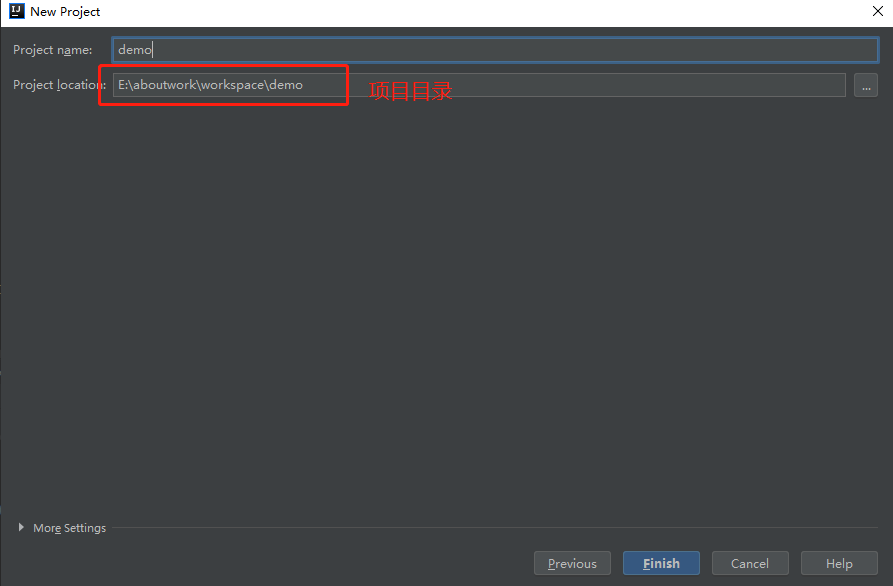 New Project
Project name: demo
Project location: E:\aboutwork\workspace\demo 项目目录 ...
More Settings
Previous Finish Cancel Help